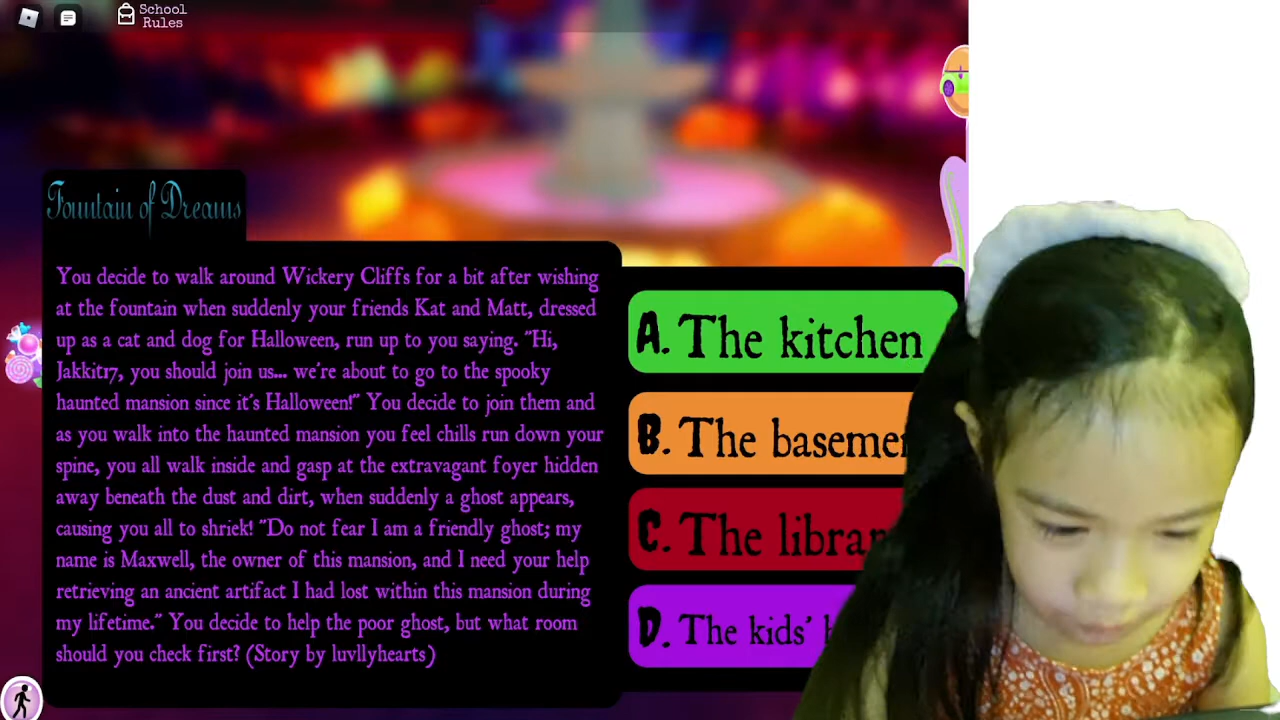 School
Rules
Fountain of Dreams
You decide to walk around Wickery Cliffs for a bit after wishing
at the fountain when suddenly your friends Kat and Matt, dressed
up as a cat and dog for Halloween, run up to you saying. "Hi,
Jakkit17, you should join us... we're about to go to the spooky
haunted mansion since it's Halloween!" You decide to join them and
as you walk into the haunted mansion you feel chills run down your
spine, you all walk inside and gasp at the extravagant foyer hidden
away beneath the dust and dirt, when suddenly a ghost appears,
causing you all to shriek! "Do not fear I am a friendly ghost; my
name is Maxwell, the owner of this mansion, and I need your help
retrieving an ancient artifact I had lost within this mansion during
my lifetime." You decide to help the poor ghost, but what room
should you check first? (Story by luvllyhearts)
A. The kitchen
B. The
C. The
D. The kids'